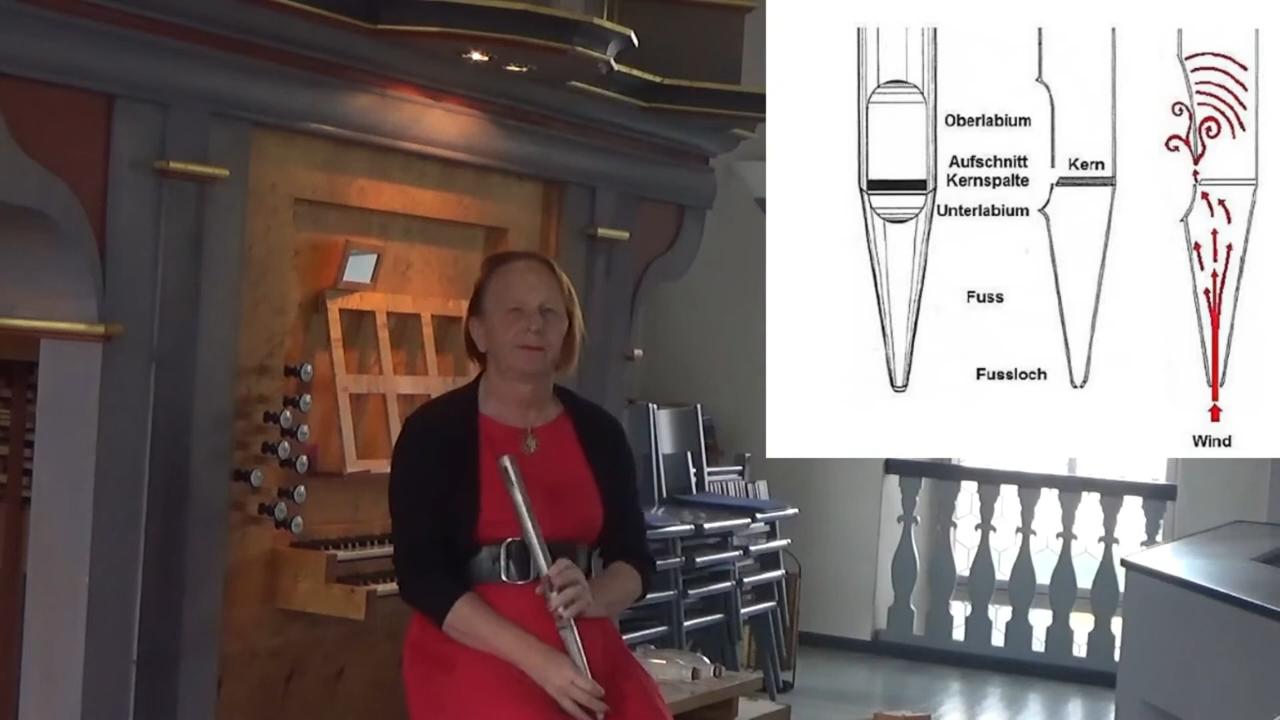 Oberlabium
Aufschnitt
Kern
Kernspalte
Unterlabium
Fuss
Fussloch
Wind